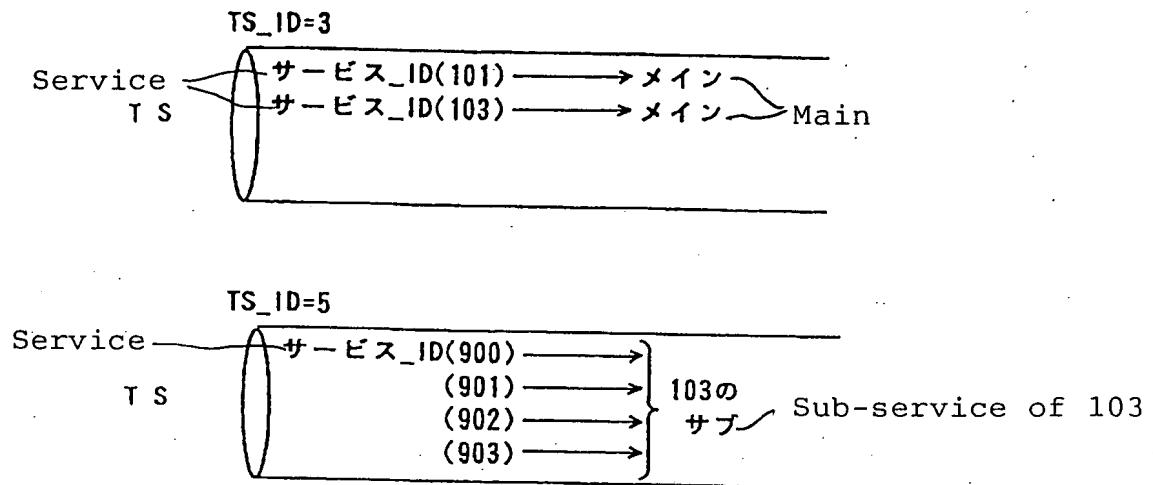 TS_ID=3
Service サービス_ID(101) メイン
TS サービス_ID(103) メイン Main
TS_ID=5
Service サービス_ID(900)
(901) 103の
TS (902) サブ Sub-service of 103
(903)